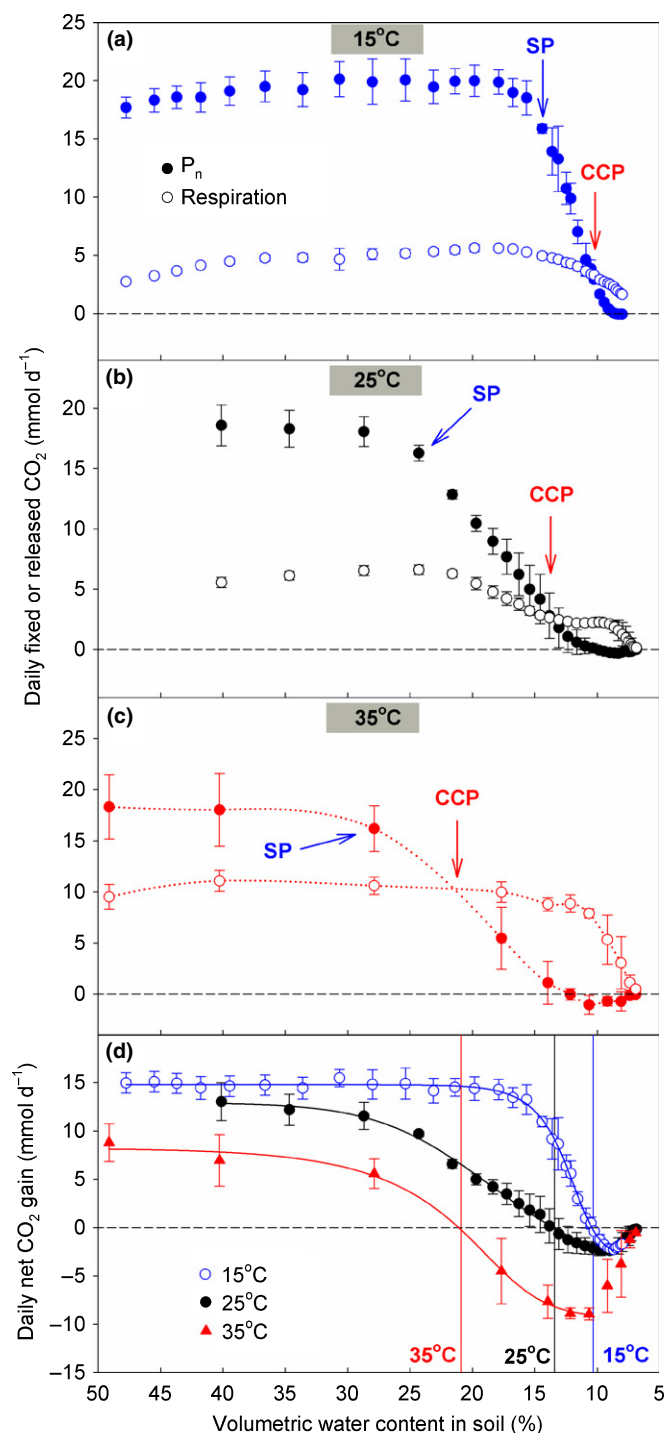 25
(a)
15°C
SP
20
15
Pn
Respiration
CCP
10
5
0
(b)
25°C
SP
20
15
CCP
10
5
0
Daily fixed or released CO2 (mmol d−1)
(c)
35°C
25
20
CCP
15
SP
10
5
0
(d)
15
10
5
0
−5
15°C
25°C
−10
35°C
35°C
25°C
15°C
−15
Daily net CO2 gain (mmol d−1)
50 45 40 35 30 25 20 15 10 5
Volumetric water content in soil (%)